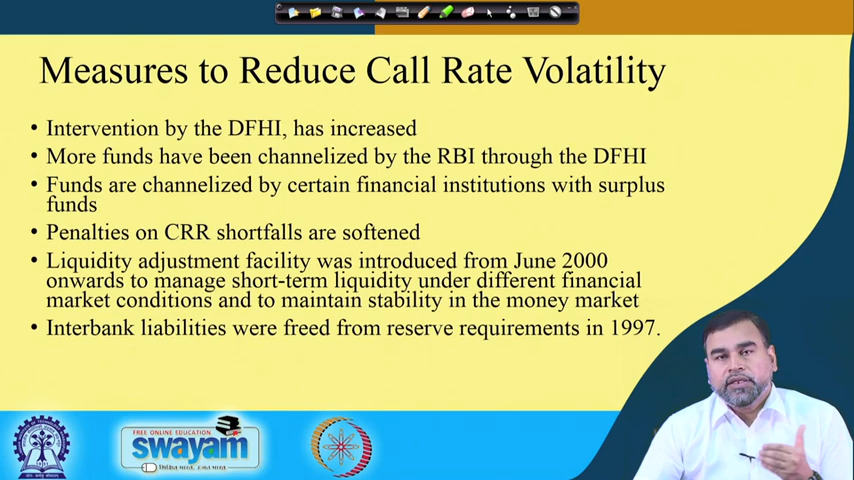 Measures to Reduce Call Rate Volatility
• Intervention by the DFHI, has increased
• More funds have been channelized by the RBI through the DFHI
• Funds are channelized by certain financial institutions with surplus
funds
• Penalties on CRR shortfalls are softened
• Liquidity adjustment facility was introduced from June 2000
onwards to manage short-term liquidity under different financial
market conditions and to maintain stability in the money market
• Interbank liabilities were freed from reserve requirements in 1997.
FREE ONLINE EDUCATION
swayam